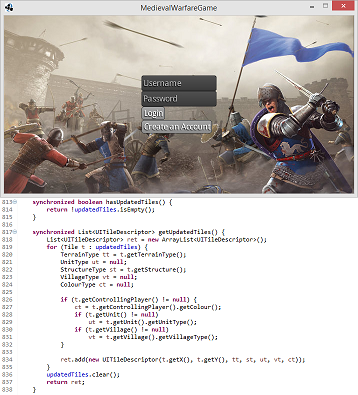 MedievalWarfareGame
Username
Password
Login
Create an Account
813 synchronized boolean hasUpdatedTiles() {
814 return !updatedTiles.isEmpty();
815 }
816
817 synchronized List<UITileDescriptor> getUpdatedTiles() {
818 List<UITileDescriptor> ret = new ArrayList<UITileDescriptor>();
819 for (Tile t : updatedTiles) {
820 TerrainType tt = t.getTerrainType();
821 UnitType ut = null;
822 StructureType st = t.getStructure();
823 VillageType vt = null;
824 ColourType ct = null;
825
826 if (t.getControllingPlayer() != null) {
827 ct = t.getControllingPlayer().getColour();
828 if (t.getUnit() != null)
829 ut = t.getUnit().getUnitType();
830 if (t.getVillage() != null)
831 vt = t.getVillage().getVillageType();
832 }
833
834 ret.add(new UITileDescriptor(t.getX(), t.getY(), tt, st, ut, vt, ct));
835 }
836 updatedTiles.clear();
837 return ret;
838 }